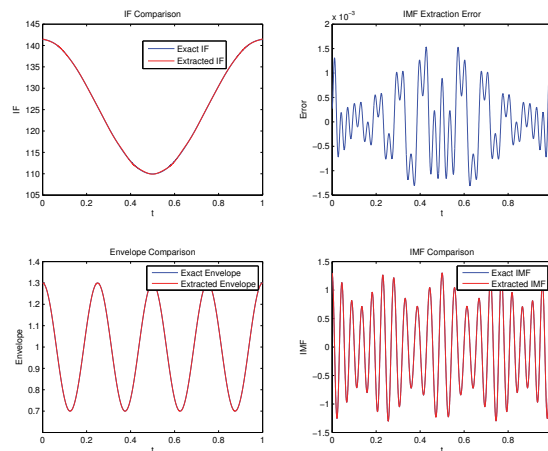 IF Comparison
145
140
135
130
125
120
115
110
105
0
0.2
0.4
0.6
0.8
1
IF
t
Exact IF
Extracted IF
IMF Extraction Error
x 10⁻³
2
1.5
1
0.5
0
−0.5
−1
−1.5
0
0.2
0.4
0.6
0.8
Error
t
Envelope Comparison
1.4
1.3
1.2
1.1
1
0.9
0.8
0.7
0
0.2
0.4
0.6
0.8
1
Envelope
t
Exact Envelope
Extracted Envelope
IMF Comparison
1.5
1
0.5
0
−0.5
−1
−1.5
0
0.2
0.4
0.6
0.8
IMF
t
Exact IMF
Extracted IMF